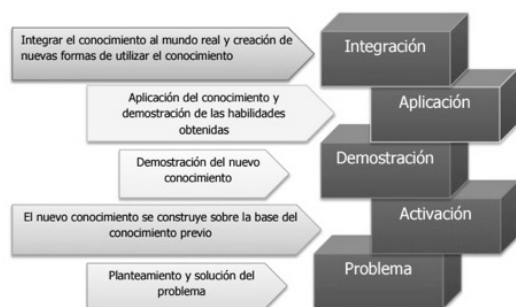 Integrar el conocimiento al mundo real y creación de
nuevas formas de utilizar el conocimiento
Integración
Aplicación del conocimiento y
demostración de las habilidades
obtenidas
Aplicación
Demostración del nuevo
conocimiento
Demostración
El nuevo conocimiento se construye sobre la base del
conocimiento previo
Activación
Planteamiento y solución del
problema
Problema